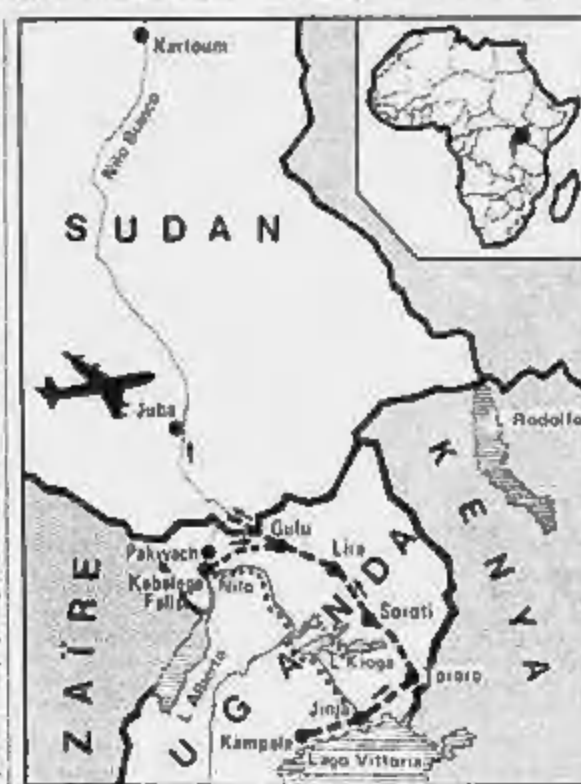 Kartoum
Nilo Bianco
SUDAN
Juba
L. Rodolfo
KENYA
Gulu
Pakwach
Lira
Kabalega
Falls
Nilo
ZAÏRE
UGANDA
Soroti
L. Alberto
L. Kioga
Tororo
Jinja
Kampala
Lago Vittoria